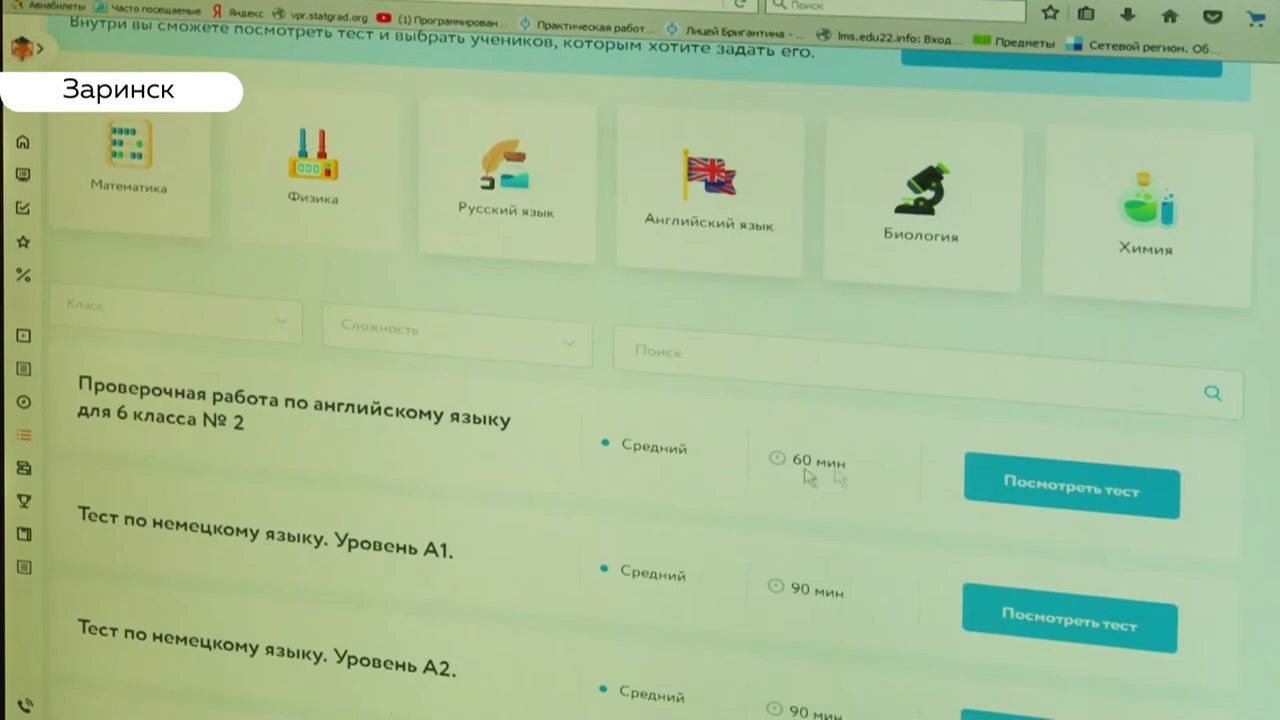 Авиабилеты Часто посещаемые Яндекс vpr.statgrad.org (1) Програннирован... Практическая работ... Лицей Бригантина - ... lms.edu22.info: Вход... Предметы Сетевой регион. Об...
Поиск
Внутри вы сможете посмотреть тест и выбрать учеников, которым хотите задать его.
Заринск
Математика
Физика
Русский язык
Английский язык
Биология
Химия
Класс
Сложность
Поиск
Проверочная работа по английскому языку
для 6 класса № 2
Средний
60 мин
Посмотреть тест
Тест по немецкому языку. Уровень А1.
Средний
90 мин
Посмотреть тест
Тест по немецкому языку. Уровень А2.
Средний
90 мин